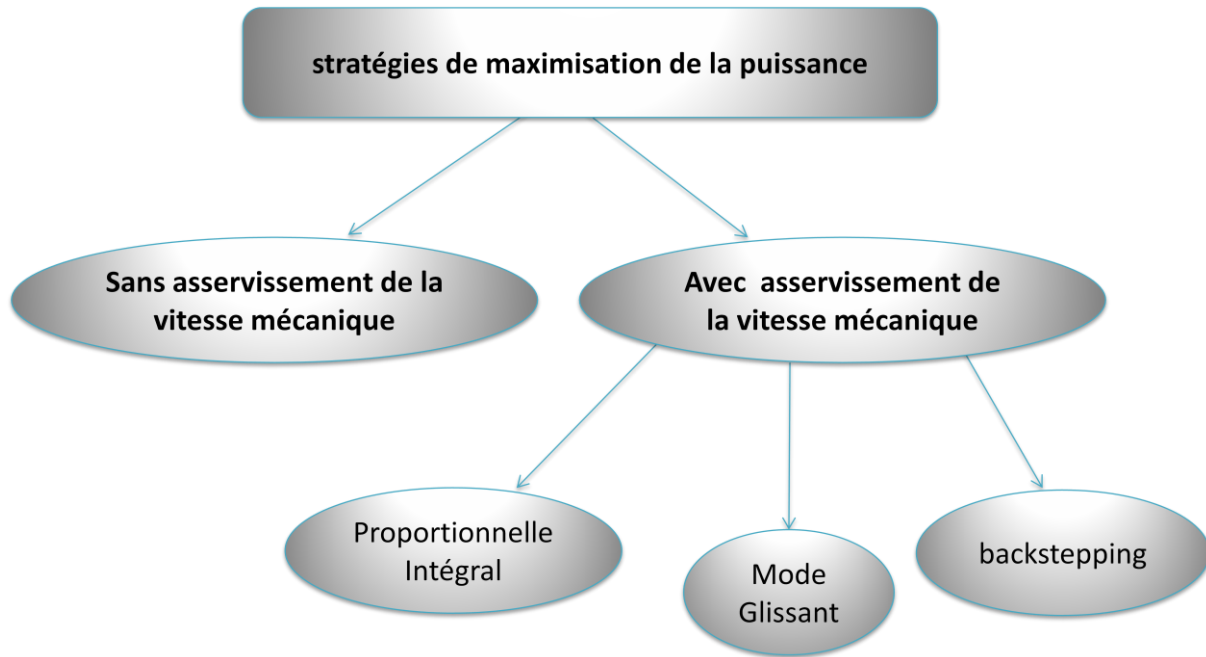 stratégies de maximisation de la puissance
Sans asservissement de la
vitesse mécanique
Avec  asservissement de
la vitesse mécanique
Proportionnelle
Intégral
Mode
Glissant
backstepping